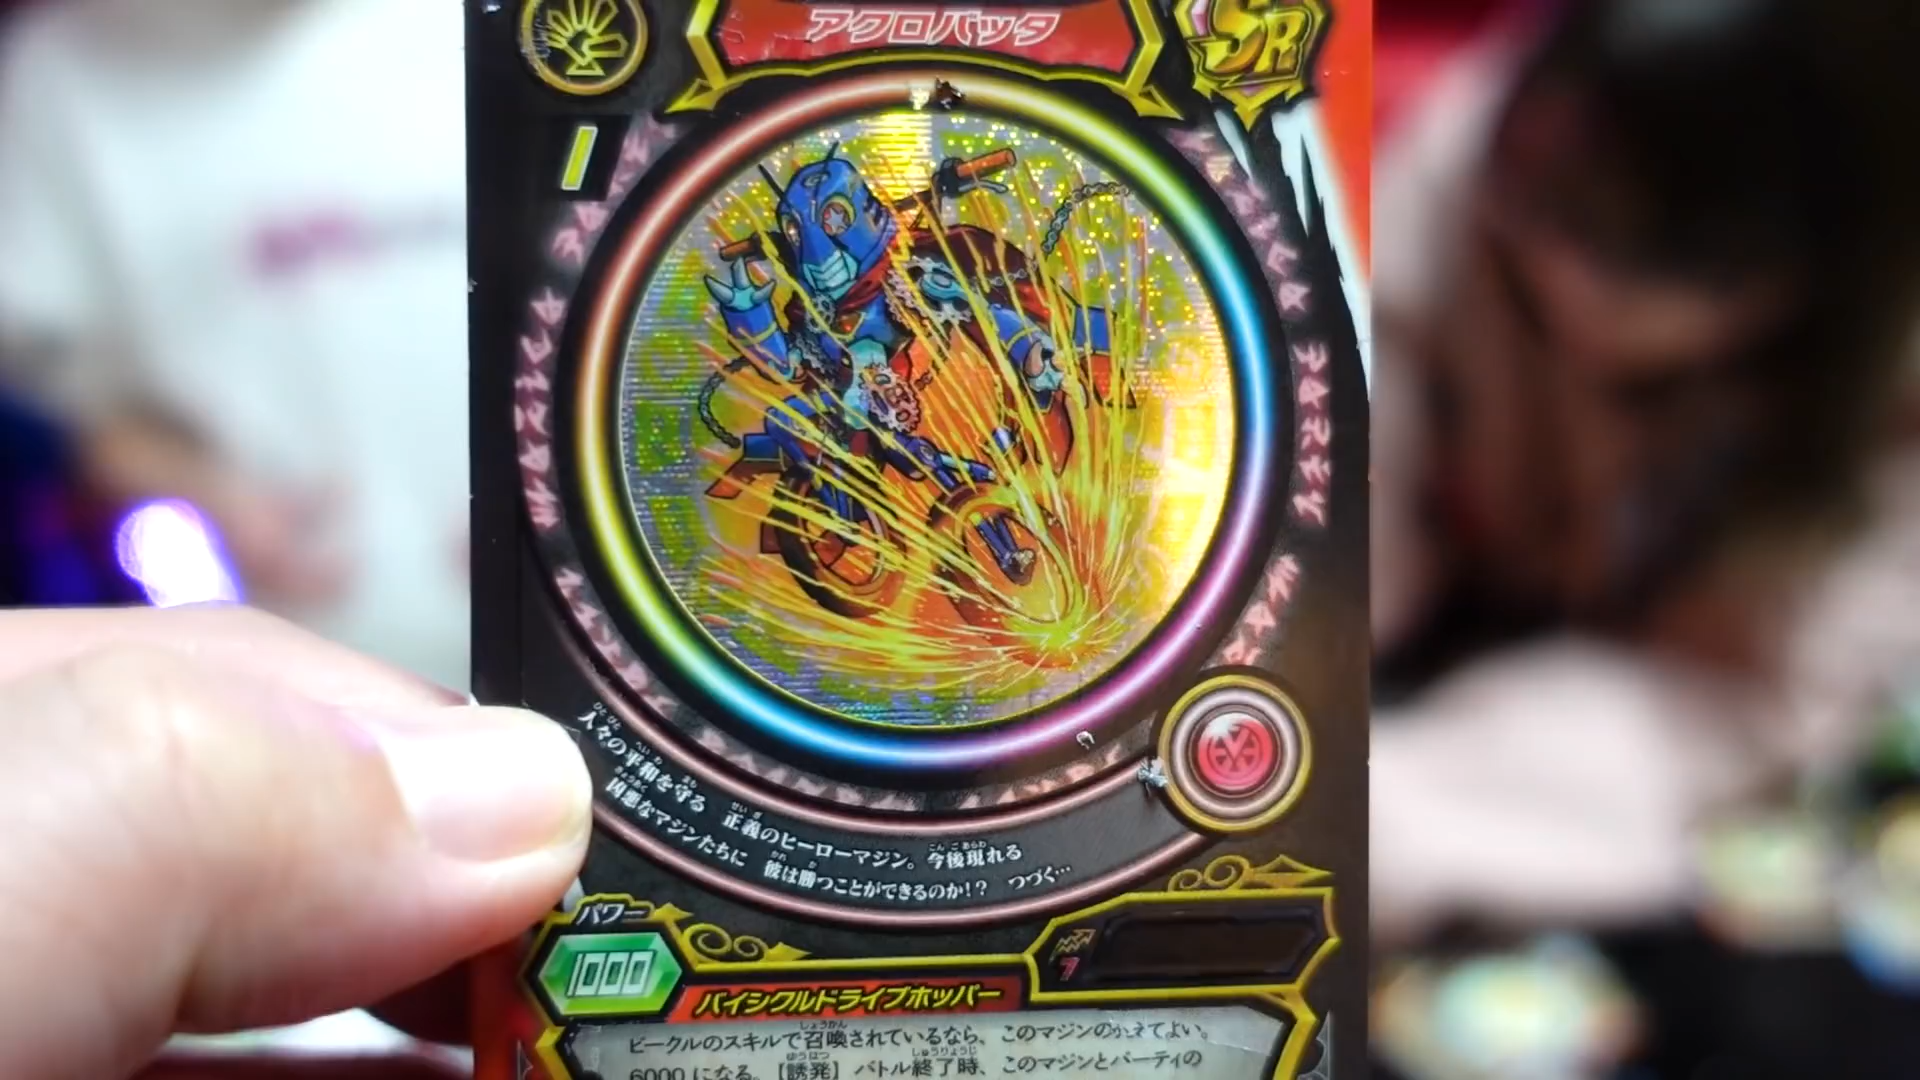 アクロバッタ
SR
1
人々の平和を守る 正義のヒーローマジン。今後現れる
凶悪なマジンたちに 彼は勝つことができるのか!? つづく…
パワー
1000
7
バイシクルドライブホッパー
ビークルのスキルで召喚されているなら、このマジンの
6000になる。【誘発】バトル終了時、このマジンとパーティの